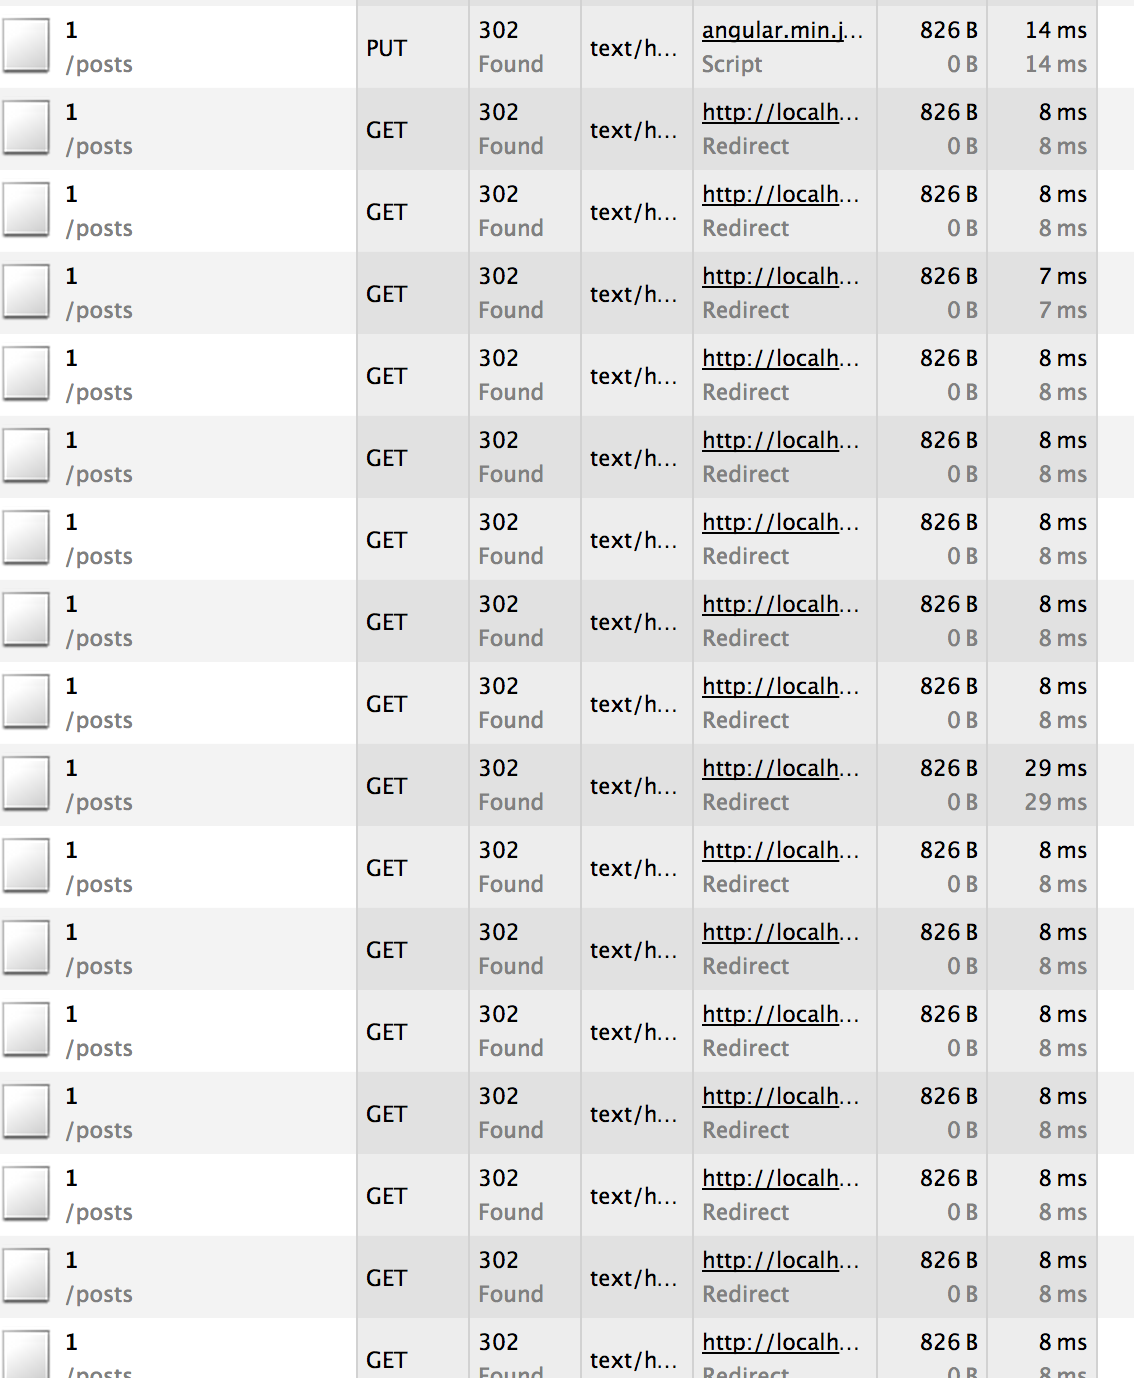 1 302 angular.min.j... 826 B 14 ms
/posts PUT Found text/h... Script 0 B 14 ms
1 302 http://localh... 826 B 8 ms
/posts GET Found text/h... Redirect 0 B 8 ms
1 302 http://localh... 826 B 8 ms
/posts GET Found text/h... Redirect 0 B 8 ms
1 302 http://localh... 826 B 7 ms
/posts GET Found text/h... Redirect 0 B 7 ms
1 302 http://localh... 826 B 8 ms
/posts GET Found text/h... Redirect 0 B 8 ms
1 302 http://localh... 826 B 8 ms
/posts GET Found text/h... Redirect 0 B 8 ms
1 302 http://localh... 826 B 8 ms
/posts GET Found text/h... Redirect 0 B 8 ms
1 302 http://localh... 826 B 8 ms
/posts GET Found text/h... Redirect 0 B 8 ms
1 302 http://localh... 826 B 8 ms
/posts GET Found text/h... Redirect 0 B 8 ms
1 302 http://localh... 826 B 29 ms
/posts GET Found text/h... Redirect 0 B 29 ms
1 302 http://localh... 826 B 8 ms
/posts GET Found text/h... Redirect 0 B 8 ms
1 302 http://localh... 826 B 8 ms
/posts GET Found text/h... Redirect 0 B 8 ms
1 302 http://localh... 826 B 8 ms
/posts GET Found text/h... Redirect 0 B 8 ms
1 302 http://localh... 826 B 8 ms
/posts GET Found text/h... Redirect 0 B 8 ms
1 302 http://localh... 826 B 8 ms
/posts GET Found text/h... Redirect 0 B 8 ms
1 302 http://localh... 826 B 8 ms
/posts GET Found text/h... Redirect 0 B 8 ms
1 302 http://localh... 826 B 8 ms
/posts GET Found text/h... Redirect 0 B 8 ms